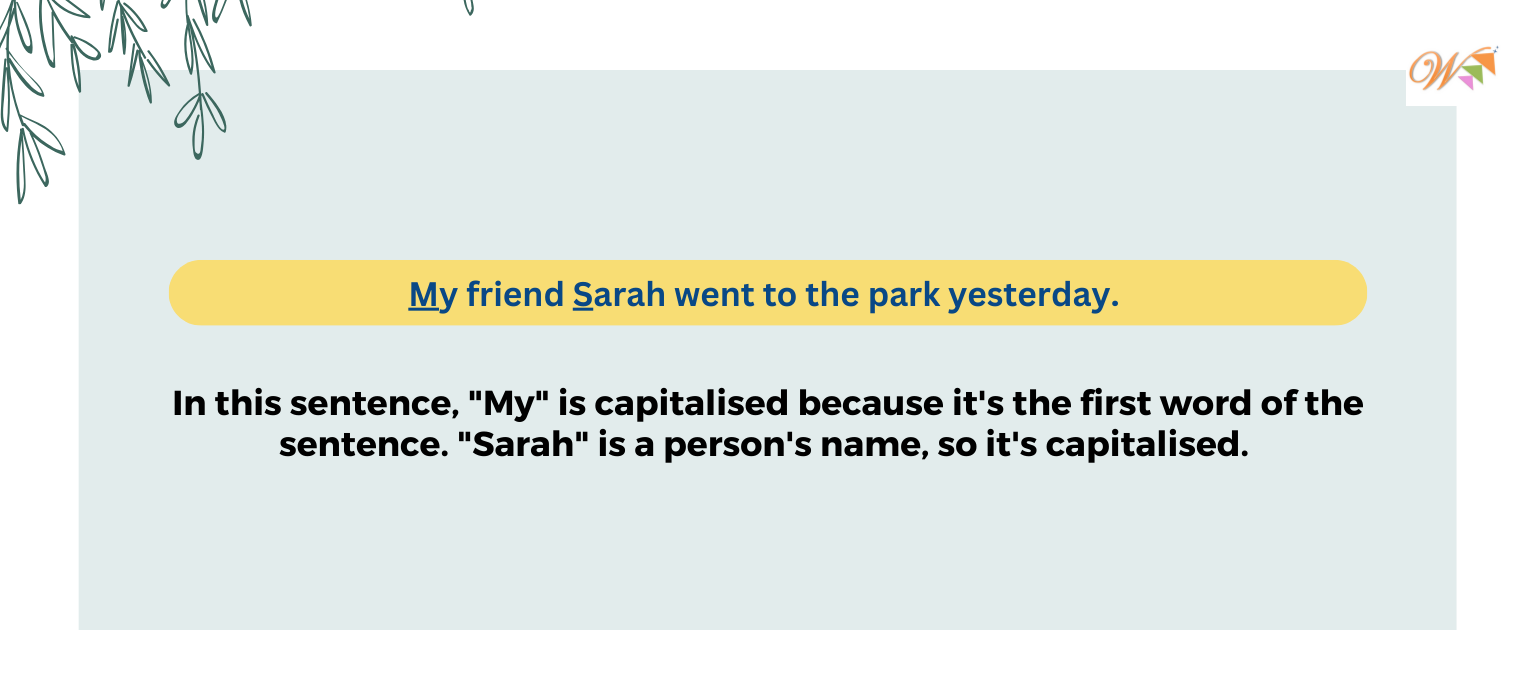 W
My friend Sarah went to the park yesterday.
In this sentence, "My" is capitalised because it's the first word of the
sentence. "Sarah" is a person's name, so it's capitalised.